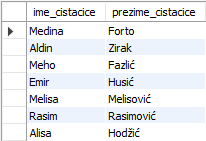 ime_cistacice prezime_cistacice
Medina Forto
Aldin Zirak
Meho Fazlić
Emir Husić
Melisa Melisović
Rasim Rasimović
Alisa Hodžić